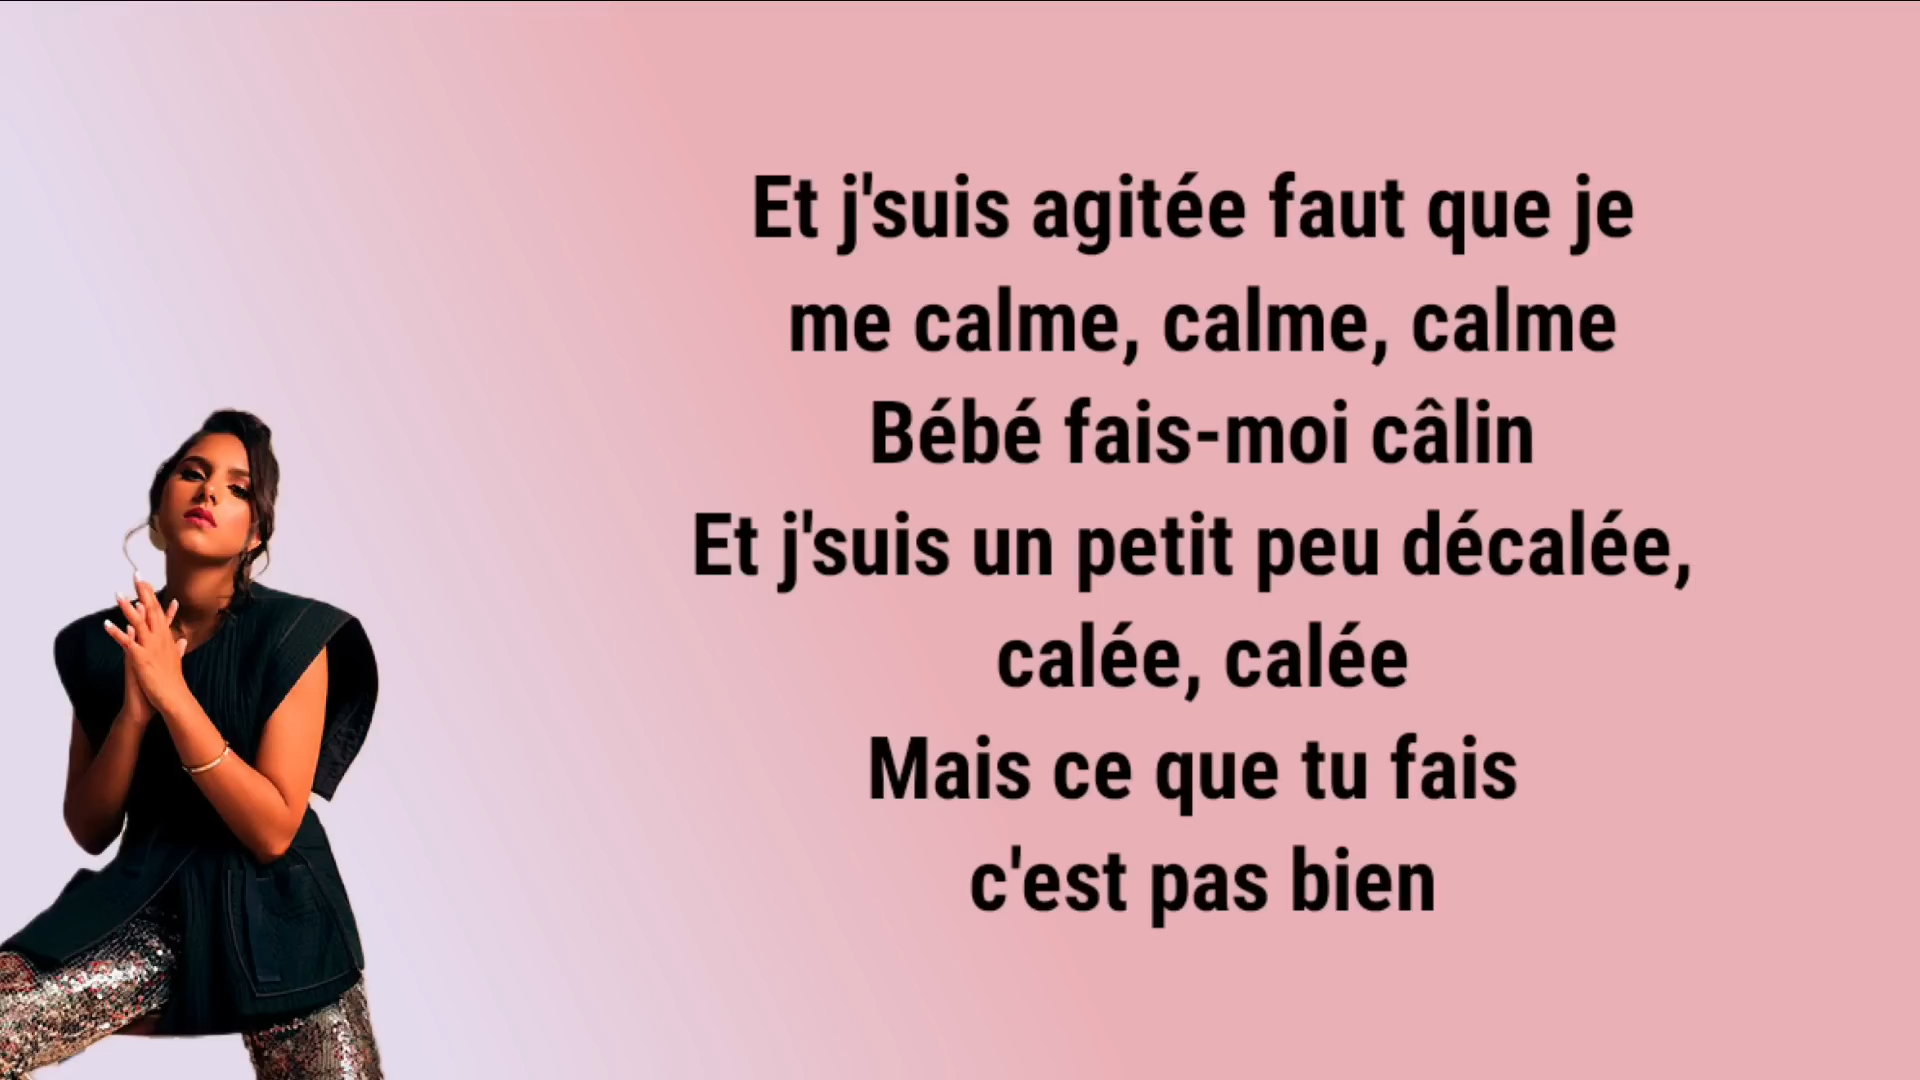 Et j'suis agitée faut que je
me calme, calme, calme
Bébé fais-moi câlin
Et j'suis un petit peu décalée,
calée, calée
Mais ce que tu fais
c'est pas bien